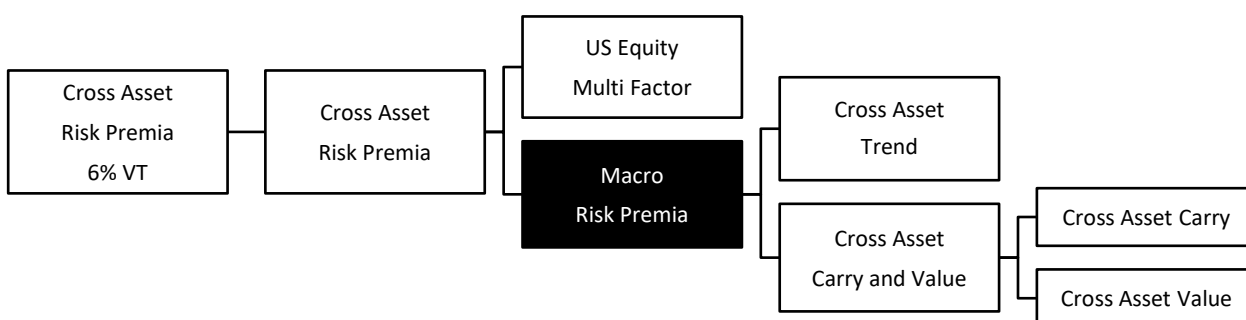 Cross Asset
Risk Premia
6% VT
Cross Asset
Risk Premia
US Equity
Multi Factor
Macro
Risk Premia
Cross Asset
Trend
Cross Asset
Carry and Value
Cross Asset Carry
Cross Asset Value